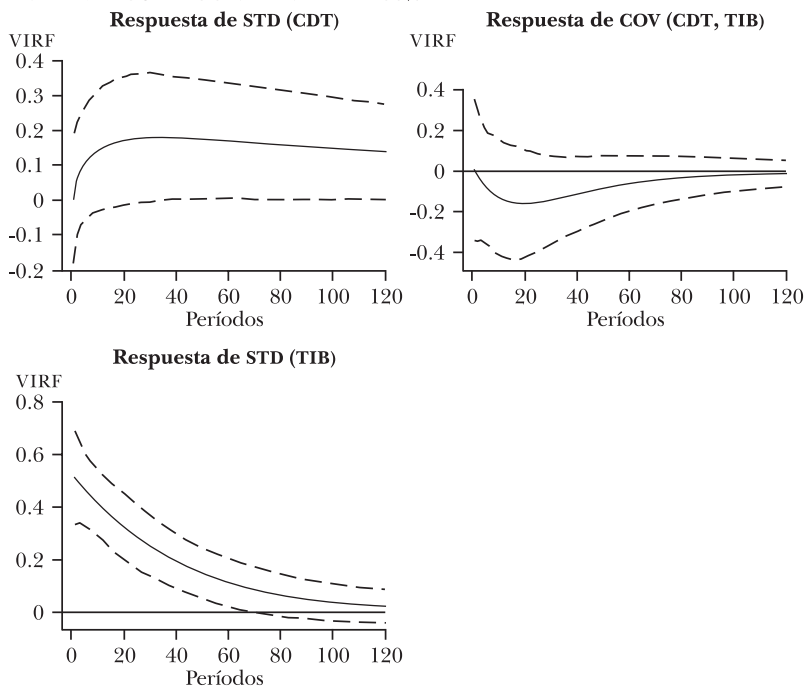 Respuesta de STD (CDT)
VIRF
0.4
0.3
0.2
0.1
0
-0.1
-0.2
0 20 40 60 80 100 120
Períodos
Respuesta de COV (CDT, TIB)
VIRF
0.4
0.2
0
-0.2
-0.4
0 20 40 60 80 100 120
Períodos
Respuesta de STD (TIB)
VIRF
0.8
0.6
0.4
0.2
0
0 20 40 60 80 100 120
Períodos